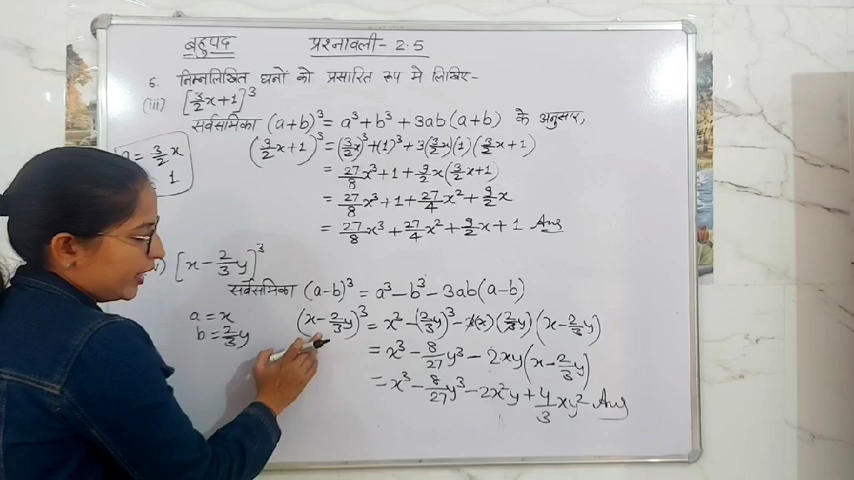 बहुपद प्रश्नावली - 2.5
6. निम्नलिखित घनों को प्रसारित रूप मे लिखिए -
(iii) [3/2x+1]³
सर्वसमिका (a+b)³ = a³+b³+3ab(a+b) के अनुसार,
a = 3/2 x
1
(3/2x+1)³ = (3/2x)³+(1)³+3(3/2x)(1)(3/2x+1)
= 27/8x³+1+9/2x(3/2x+1)
= 27/8x³+1+27/4x²+9/2x
= 27/8x³+27/4x²+9/2x+1 Ans
) [x-2/3y]³
सर्वसमिका (a-b)³ = a³-b³-3ab(a-b)
a = x
b = 2/3y
(x-2/3y)³ = x²-(2/3y)³-3(x)(2/3y)(x-2/3y)
= x³-8/27y³-2xy(x-2/3y)
= x³-8/27y³-2x²y+4/3xy² Ans